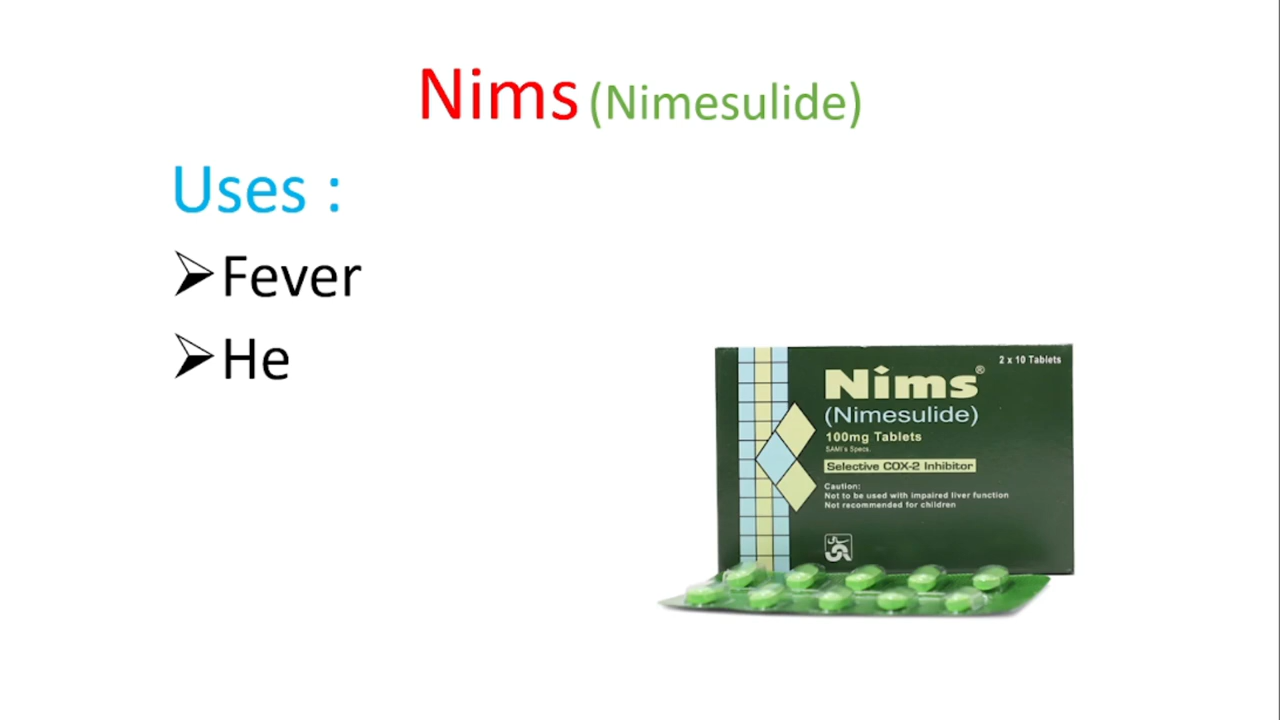 Nims (Nimesulide)
Uses :
➢Fever
➢He
2 x 10 Tablets
Nims®
(Nimesulide)
100mg Tablets
SAMI's Specs.
Selective COX-2 Inhibitor
Caution:
Not to be used with impaired liver function
Not recommended for children